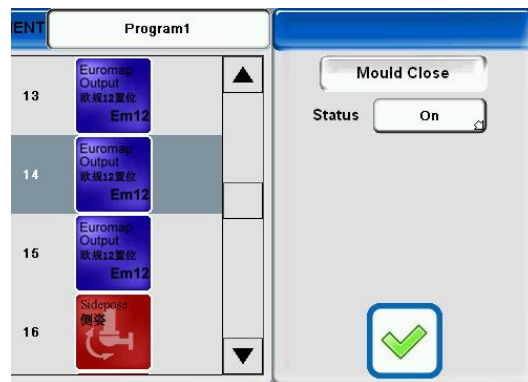 ENT
Program1
13
Euromap
Output
欧规12置位
Em12
14
Euromap
Output
欧规12置位
Em12
15
Euromap
Output
欧规12置位
Em12
16
Sidepose
侧姿
Mould Close
Status
On